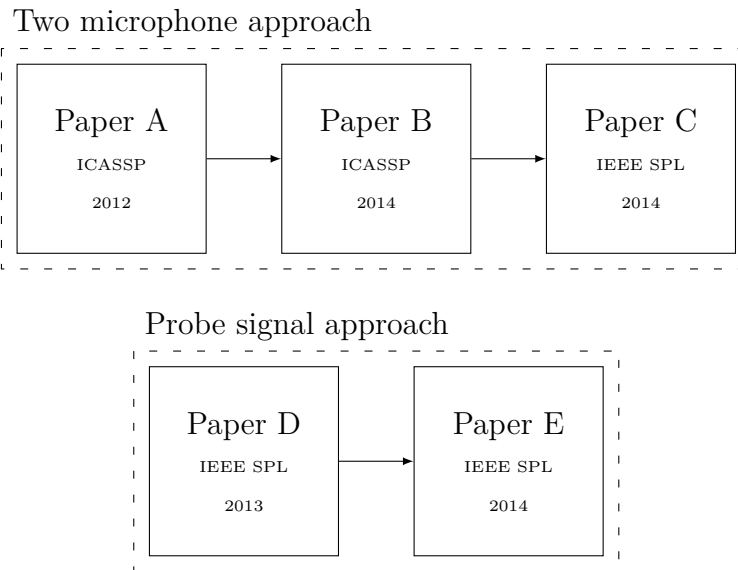 Two microphone approach
Paper A
ICASSP
2012
Paper B
ICASSP
2014
Paper C
IEEE SPL
2014
Probe signal approach
Paper D
IEEE SPL
2013
Paper E
IEEE SPL
2014